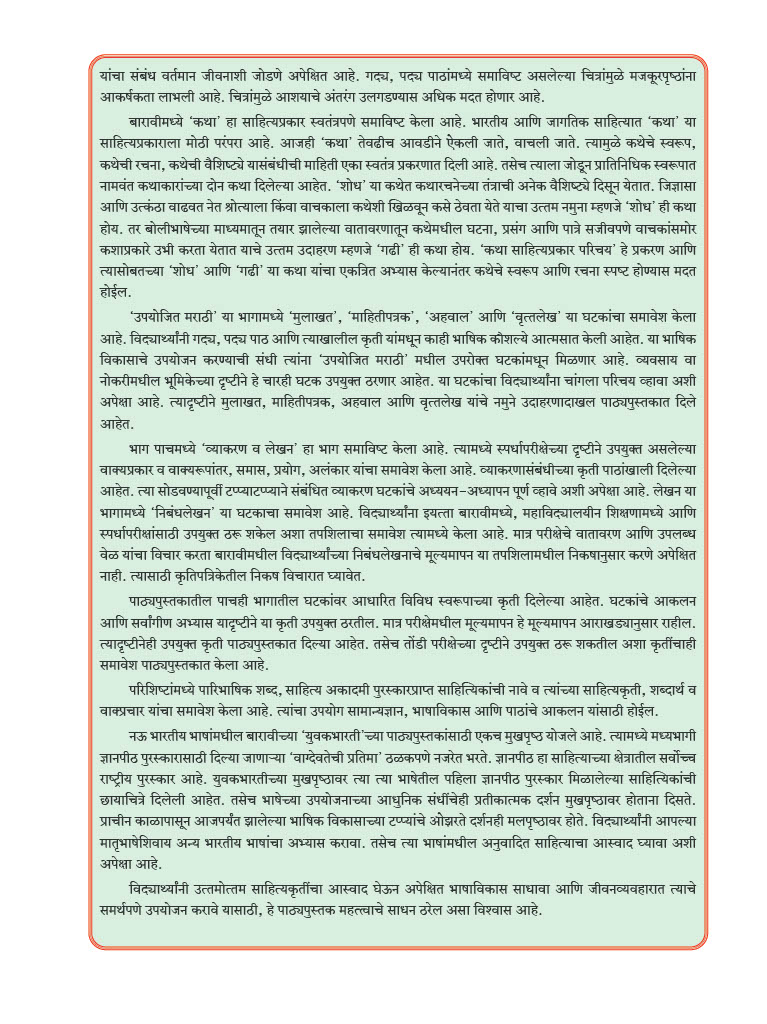 यांचा संबंध वर्तमान जीवनाशी जोडणे अपेक्षित आहे. गद्य, पद्य पाठांमध्ये समाविष्ट असलेल्या चित्रांमुळे मजकूरपृष्ठांना
आकर्षकता लाभली आहे. चित्रांमुळे आशयाचे अंतरंग उलगडण्यास अधिक मदत होणार आहे.
बारावीमध्ये ‘कथा’ हा साहित्यप्रकार स्वतंत्रपणे समाविष्ट केला आहे. भारतीय आणि जागतिक साहित्यात ‘कथा’ या
साहित्यप्रकाराला मोठी परंपरा आहे. आजही ‘कथा’ तेवढीच आवडीने ऐकली जाते, वाचली जाते. त्यामुळे कथेचे स्वरूप,
कथेची रचना, कथेची वैशिष्ट्ये यासंबंधीची माहिती एका स्वतंत्र प्रकरणात दिली आहे. तसेच त्याला जोडून प्रातिनिधिक स्वरूपात
नामवंत कथाकारांच्या दोन कथा दिलेल्या आहेत. ‘शोध’ या कथेत कथारचनेच्या तंत्राची अनेक वैशिष्ट्ये दिसून येतात. जिज्ञासा
आणि उत्कंठा वाढवत नेत श्रोत्याला किंवा वाचकाला कथेशी खिळवून कसे ठेवता येते याचा उत्तम नमुना म्हणजे ‘शोध’ ही कथा
होय. तर बोलीभाषेच्या माध्यमातून तयार झालेल्या वातावरणातून कथेमधील घटना, प्रसंग आणि पात्रे सजीवपणे वाचकांसमोर
कशाप्रकारे उभी करता येतात याचे उत्तम उदाहरण म्हणजे ‘गढी’ ही कथा होय. ‘कथा साहित्यप्रकार परिचय’ हे प्रकरण आणि
त्यासोबतच्या ‘शोध’ आणि ‘गढी’ या कथा यांचा एकत्रित अभ्यास केल्यानंतर कथेचे स्वरूप आणि रचना स्पष्ट होण्यास मदत
होईल.
‘उपयोजित मराठी’ या भागामध्ये ‘मुलाखत’, ‘माहितीपत्रक’, ‘अहवाल’ आणि ‘वृत्तलेख’ या घटकांचा समावेश केला
आहे. विद्यार्थ्यांनी गद्य, पद्य पाठ आणि त्याखालील कृती यांमधून काही भाषिक कौशल्ये आत्मसात केली आहेत. या भाषिक
विकासाचे उपयोजन करण्याची संधी त्यांना ‘उपयोजित मराठी’ मधील उपरोक्त घटकांमधून मिळणार आहे. व्यवसाय वा
नोकरीमधील भूमिकेच्या दृष्टीने हे चारही घटक उपयुक्त ठरणार आहेत. या घटकांचा विद्यार्थ्यांना चांगला परिचय व्हावा अशी
अपेक्षा आहे. त्यादृष्टीने मुलाखत, माहितीपत्रक, अहवाल आणि वृत्तलेख यांचे नमुने उदाहरणादाखल पाठ्यपुस्तकात दिले
आहेत.
भाग पाचमध्ये ‘व्याकरण व लेखन’ हा भाग समाविष्ट केला आहे. त्यामध्ये स्पर्धापरीक्षेच्या दृष्टीने उपयुक्त असलेल्या
वाक्यप्रकार व वाक्यरूपांतर, समास, प्रयोग, अलंकार यांचा समावेश केला आहे. व्याकरणासंबंधीच्या कृती पाठांखाली दिलेल्या
आहेत. त्या सोडवण्यापूर्वी टप्प्याटप्प्याने संबंधित व्याकरण घटकांचे अध्ययन-अध्यापन पूर्ण व्हावे अशी अपेक्षा आहे. लेखन या
भागामध्ये ‘निबंधलेखन’ या घटकाचा समावेश आहे. विद्यार्थ्यांना इयत्ता बारावीमध्ये, महाविद्यालयीन शिक्षणामध्ये आणि
स्पर्धापरीक्षांसाठी उपयुक्त ठरू शकेल अशा तपशिलाचा समावेश त्यामध्ये केला आहे. मात्र परीक्षेचे वातावरण आणि उपलब्ध
वेळ यांचा विचार करता बारावीमधील विद्यार्थ्यांच्या निबंधलेखनाचे मूल्यमापन या तपशिलामधील निकषानुसार करणे अपेक्षित
नाही. त्यासाठी कृतिपत्रिकेतील निकष विचारात घ्यावेत.
पाठ्यपुस्तकातील पाचही भागातील घटकांवर आधारित विविध स्वरूपाच्या कृती दिलेल्या आहेत. घटकांचे आकलन
आणि सर्वांगीण अभ्यास यादृष्टीने या कृती उपयुक्त ठरतील. मात्र परीक्षेमधील मूल्यमापन हे मूल्यमापन आराखड्यानुसार राहील.
त्यादृष्टीनेही उपयुक्त कृती पाठ्यपुस्तकात दिल्या आहेत. तसेच तोंडी परीक्षेच्या दृष्टीने उपयुक्त ठरू शकतील अशा कृतींचाही
समावेश पाठ्यपुस्तकात केला आहे.
परिशिष्टांमध्ये पारिभाषिक शब्द, साहित्य अकादमी पुरस्कारप्राप्त साहित्यिकांची नावे व त्यांच्या साहित्यकृती, शब्दार्थ व
वाक्प्रचार यांचा समावेश केला आहे. त्यांचा उपयोग सामान्यज्ञान, भाषाविकास आणि पाठांचे आकलन यांसाठी होईल.
नऊ भारतीय भाषांमधील बारावीच्या ‘युवकभारती’च्या पाठ्यपुस्तकांसाठी एकच मुखपृष्ठ योजले आहे. त्यामध्ये मध्यभागी
ज्ञानपीठ पुरस्कारासाठी दिल्या जाणाऱ्या ‘वाग्देवतेची प्रतिमा’ ठळकपणे नजरेत भरते. ज्ञानपीठ हा साहित्याच्या क्षेत्रातील सर्वोच्च
राष्ट्रीय पुरस्कार आहे. युवकभारतीच्या मुखपृष्ठावर त्या त्या भाषेतील पहिला ज्ञानपीठ पुरस्कार मिळालेल्या साहित्यिकांची
छायाचित्रे दिलेली आहेत. तसेच भाषेच्या उपयोजनाच्या आधुनिक संधींचेही प्रतीकात्मक दर्शन मुखपृष्ठावर होताना दिसते.
प्राचीन काळापासून आजपर्यंत झालेल्या भाषिक विकासाच्या टप्प्यांचे ओझरते दर्शनही मलपृष्ठावर होते. विद्यार्थ्यांनी आपल्या
मातृभाषेशिवाय अन्य भारतीय भाषांचा अभ्यास करावा. तसेच त्या भाषांमधील अनुवादित साहित्याचा आस्वाद घ्यावा अशी
अपेक्षा आहे.
विद्यार्थ्यांनी उत्तमोत्तम साहित्यकृतींचा आस्वाद घेऊन अपेक्षित भाषाविकास साधावा आणि जीवनव्यवहारात त्याचे
समर्थपणे उपयोजन करावे यासाठी, हे पाठ्यपुस्तक महत्त्वाचे साधन ठरेल असा विश्वास आहे.